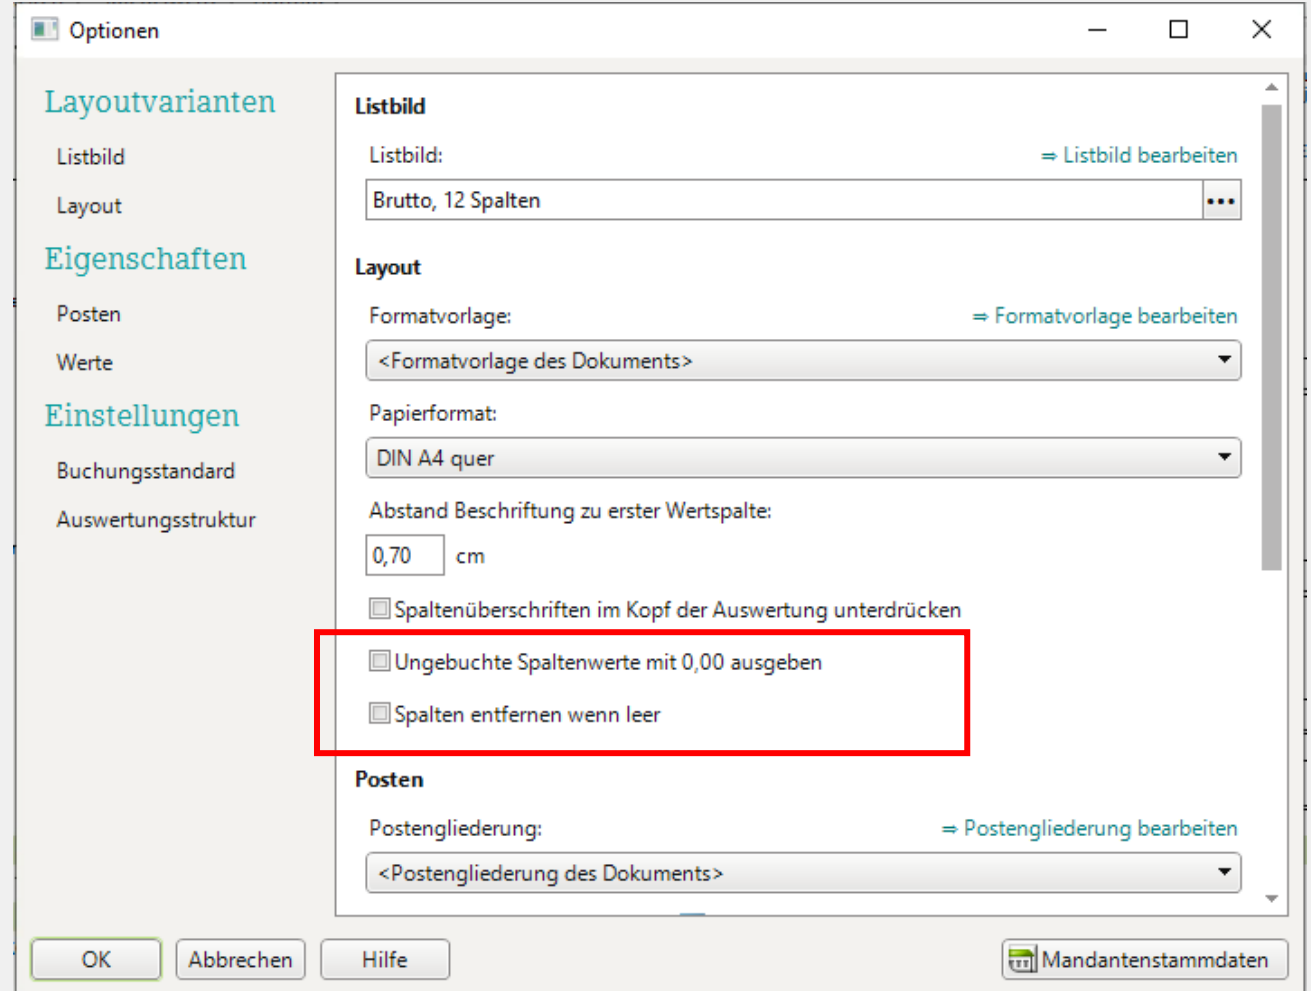 Optionen
Layoutvarianten
Listbild
Layout
Eigenschaften
Posten
Werte
Einstellungen
Buchungsstandard
Auswertungsstruktur
Listbild
Listbild:
⇒ Listbild bearbeiten
Brutto, 12 Spalten
Layout
Formatvorlage:
⇒ Formatvorlage bearbeiten
<Formatvorlage des Dokuments>
Papierformat:
DIN A4 quer
Abstand Beschriftung zu erster Wertspalte:
0,70 cm
Spaltenüberschriften im Kopf der Auswertung unterdrücken
Ungebuchte Spaltenwerte mit 0,00 ausgeben
Spalten entfernen wenn leer
Posten
Postengliederung:
⇒ Postengliederung bearbeiten
<Postengliederung des Dokuments>
OK
Abbrechen
Hilfe
Mandantenstammdaten